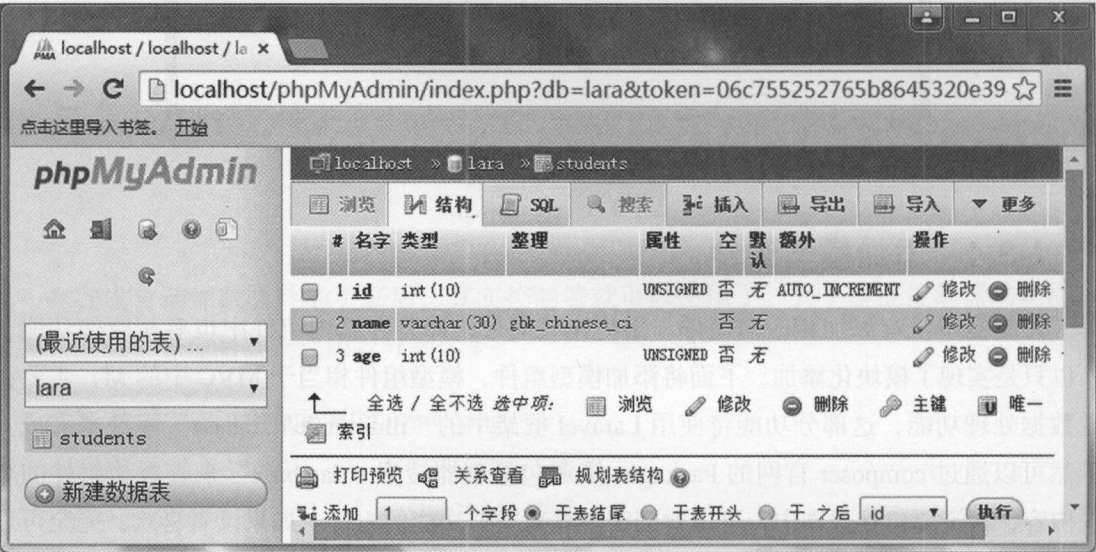 localhost / localhost / la ×
localhost/phpMyAdmin/index.php?db=lara&token=06c755252765b8645320e39
点击这里导入书签。 开始
phpMyAdmin
(最近使用的表) ...
lara
students
新建数据表
localhost » lara » students
浏览 结构 SQL 搜索 插入 导出 导入 更多
# 名字 类型 整理 属性 空 默认 额外 操作
1 id int(10) UNSIGNED 否 无 AUTO_INCREMENT 修改 删除
2 name varchar(30) gbk_chinese_ci 否 无 修改 删除
3 age int(10) UNSIGNED 否 无 修改 删除
全选 / 全不选 选中项: 浏览 修改 删除 主键 唯一
索引
打印预览 关系查看 规划表结构
添加 1 个字段 于表结尾 于表开头 于 之后 id 执行